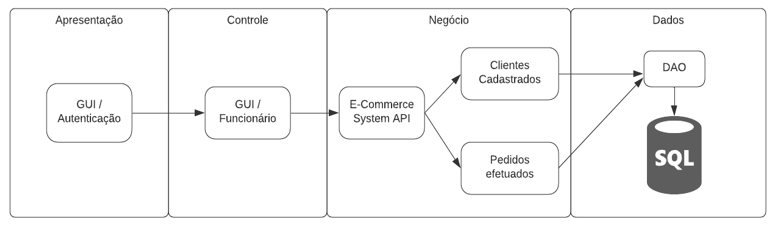 Apresentação
Controle
Negócio
Dados
GUI /
Autenticação
GUI /
Funcionário
E-Commerce
System API
Clientes
Cadastrados
Pedidos
efetuados
DAO
SQL